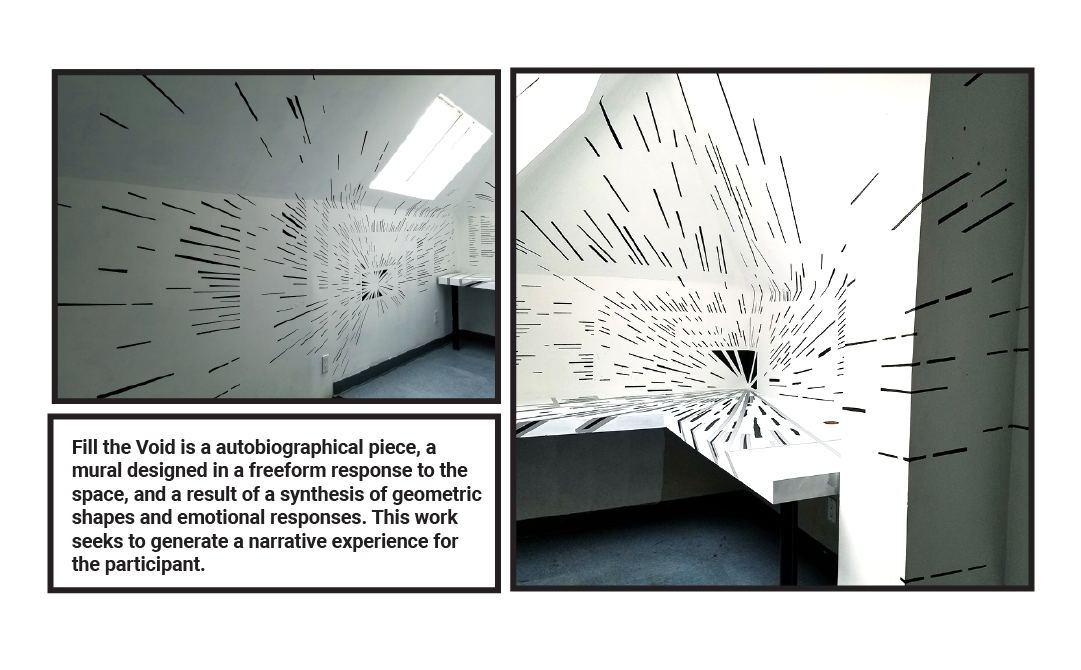 Fill the Void is a autobiographical piece, a
mural designed in a freeform response to the
space, and a result of a synthesis of geometric
shapes and emotional responses. This work
seeks to generate a narrative experience for
the participant.